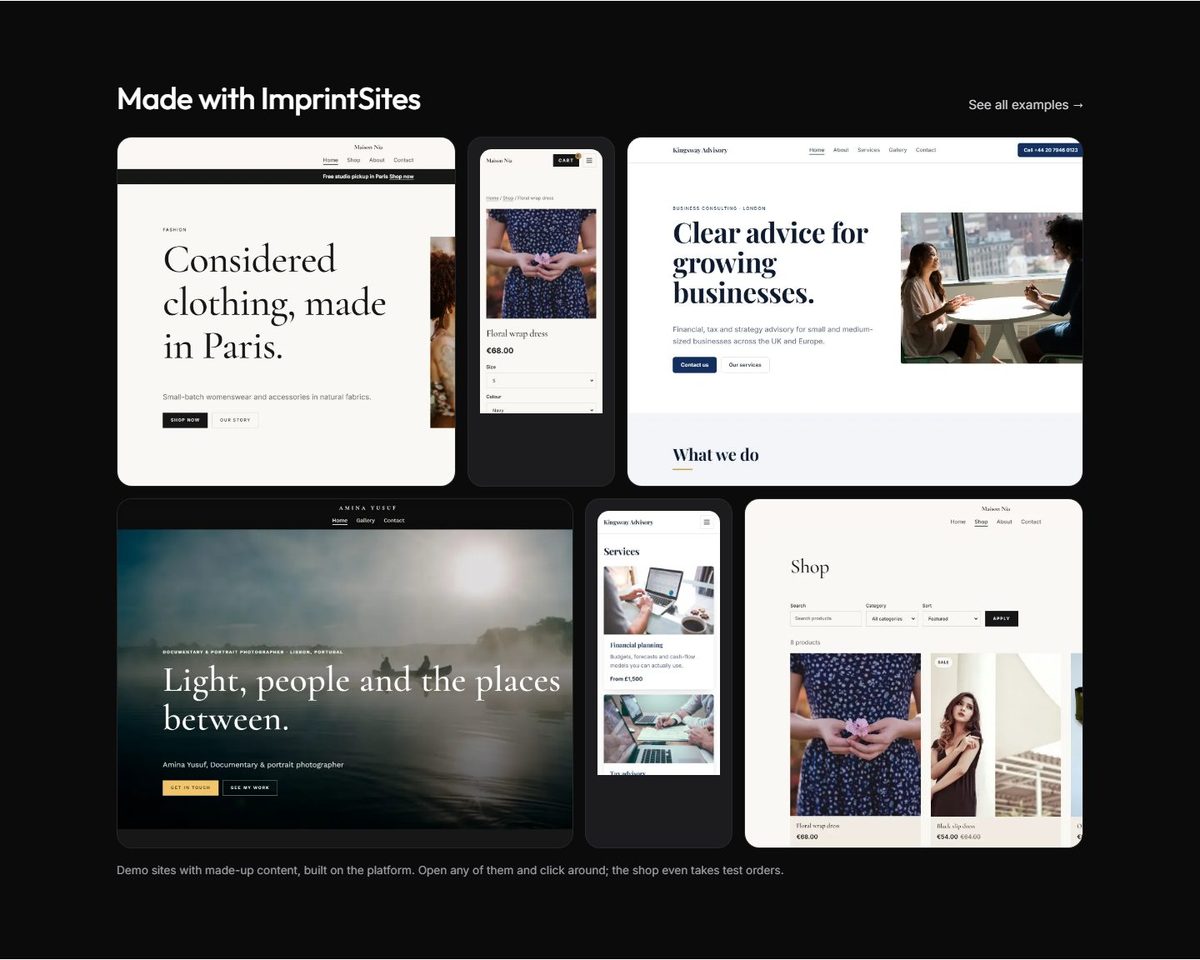 Made with ImprintSites
See all examples →
Maison Nia
Home Shop About Contact
Free studio pickup in Paris Shop now
FASHION
Considered
clothing, made
in Paris.
Small-batch womenswear and accessories in natural fabrics.
SHOP NOW OUR STORY
Maison Nia
CART
Home / Shop / Floral wrap dress
Floral wrap dress
€68.00
Size
S
Colour
Navy
Kingsway Advisory
Home About Services Gallery Contact
Call +44 20 7946 0123
BUSINESS CONSULTING · LONDON
Clear advice for
growing
businesses.
Financial, tax and strategy advisory for small and medium-
sized businesses across the UK and Europe.
Contact us Our services
What we do
AMINA YUSUF
Home Gallery Contact
DOCUMENTARY & PORTRAIT PHOTOGRAPHER · LISBON, PORTUGAL
Light, people and the places
between.
Amina Yusuf, Documentary & portrait photographer
GET IN TOUCH SEE MY WORK
Kingsway Advisory
Services
Financial planning
Budgets, forecasts and cash-flow
models you can actually use.
From £1,500
Tax advisory
Maison Nia
Home Shop About Contact
Shop
Search Category Sort
Search products All categories Featured APPLY
8 products
SALE
Floral wrap dress
€68.00
Black slip dress
€54.00 €64.00
Demo sites with made-up content, built on the platform. Open any of them and click around; the shop even takes test orders.